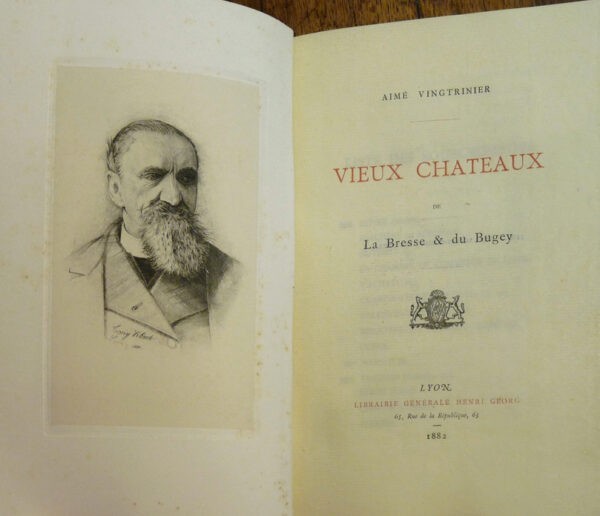 AIMÉ VINGTRINIER
VIEUX CHATEAUX
DE
La Bresse & du Bugey
LYON,
LIBRAIRIE GÉNÉRALE HENRI GEORG
65, Rue de la République, 65
1882